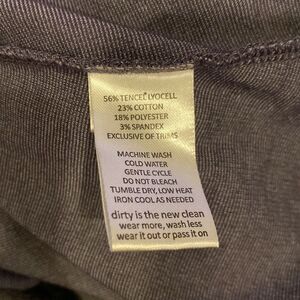 56% TENCEL LYOCELL
23% COTTON
18% POLYESTER
3% SPANDEX
EXCLUSIVE OF TRIMS
MACHINE WASH
COLD WATER
GENTLE CYCLE
DO NOT BLEACH
TUMBLE DRY, LOW HEAT
IRON COOL AS NEEDED
dirty is the new clean
wear more, wash less
wear it out or pass it on